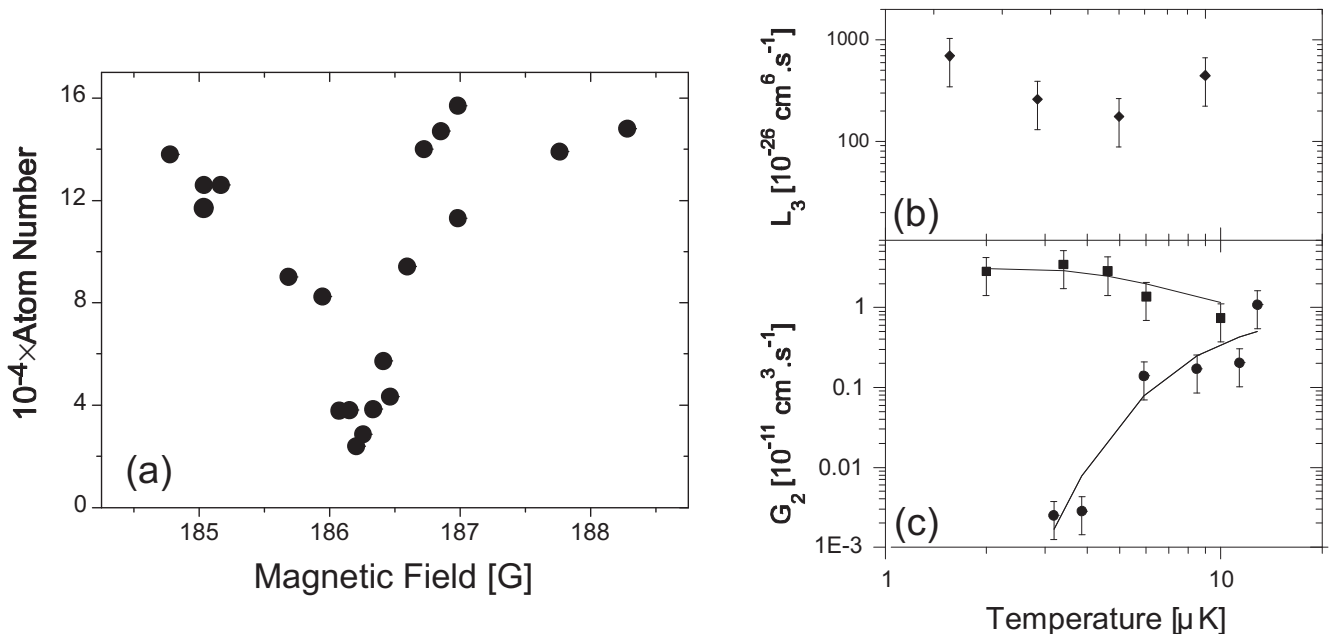 16
12
8
4
0
10⁻⁴×Atom Number
(a)
185
186
187
188
Magnetic Field [G]
1000
100
L₃ [10⁻²⁶ cm⁶.s⁻¹]
(b)
1
0.1
0.01
1E-3
G₂ [10⁻¹¹ cm³.s⁻¹]
(c)
1
10
Temperature [µK]